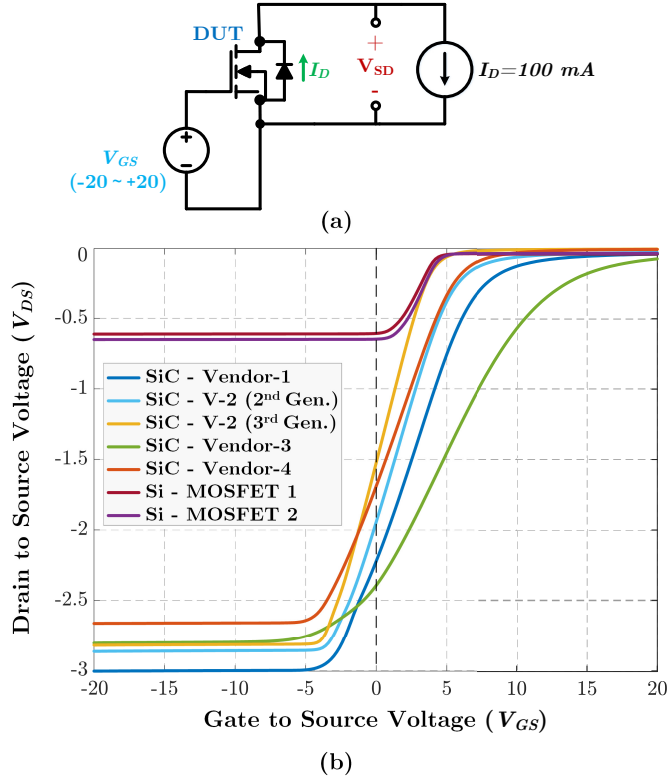 DUT
+
I_D
V_SD
-
I_D=100 mA
+
−
V_GS
(-20 ~ +20)
(a)
0
-0.5
-1
-1.5
-2
-2.5
-3
Drain to Source Voltage (V_DS)
SiC - Vendor-1
SiC - V-2 (2nd Gen.)
SiC - V-2 (3rd Gen.)
SiC - Vendor-3
SiC - Vendor-4
Si - MOSFET 1
Si - MOSFET 2
-20 -15 -10 -5 0 5 10 15 20
Gate to Source Voltage (V_GS)
(b)